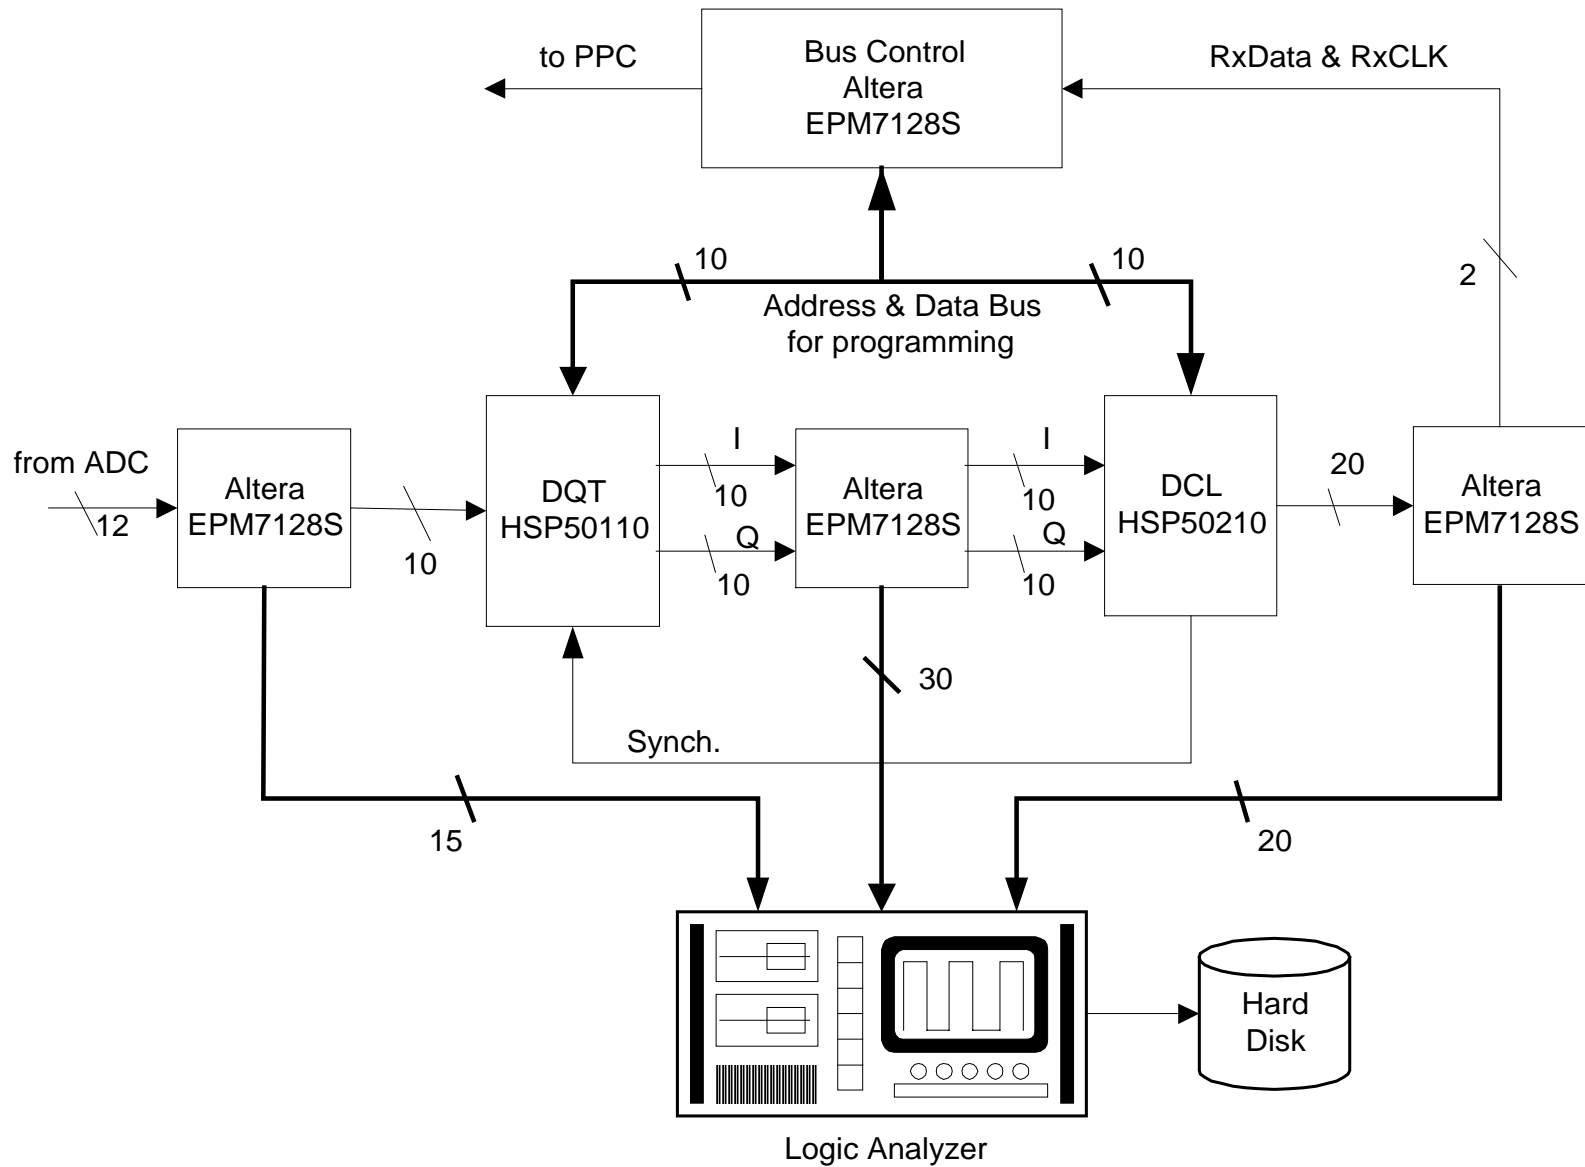 to PPC
Bus Control
Altera
EPM7128S
RxData & RxCLK
10
10
2
Address & Data Bus
for programming
from ADC
12
Altera
EPM7128S
10
DQT
HSP50110
I
10
Q
10
Altera
EPM7128S
I
10
Q
10
DCL
HSP50210
20
Altera
EPM7128S
30
Synch.
15
20
Hard
Disk
Logic Analyzer